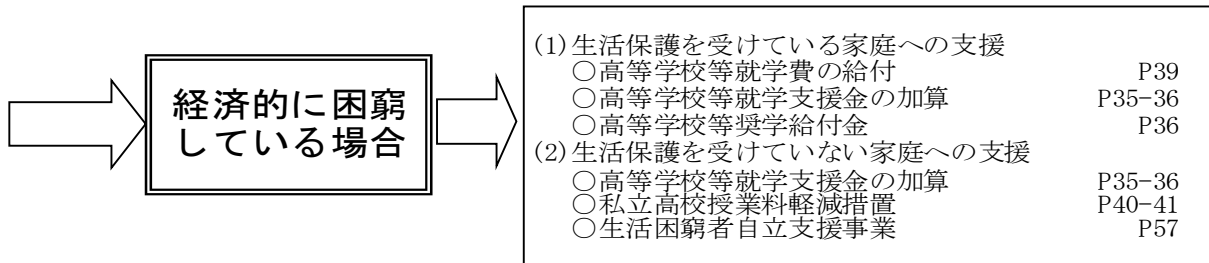 経済的に困窮
している場合
(1)生活保護を受けている家庭への支援
○高等学校等就学費の給付 P39
○高等学校等就学支援金の加算 P35-36
○高等学校等奨学給付金 P36
(2)生活保護を受けていない家庭への支援
○高等学校等就学支援金の加算 P35-36
○私立高校授業料軽減措置 P40-41
○生活困窮者自立支援事業 P57